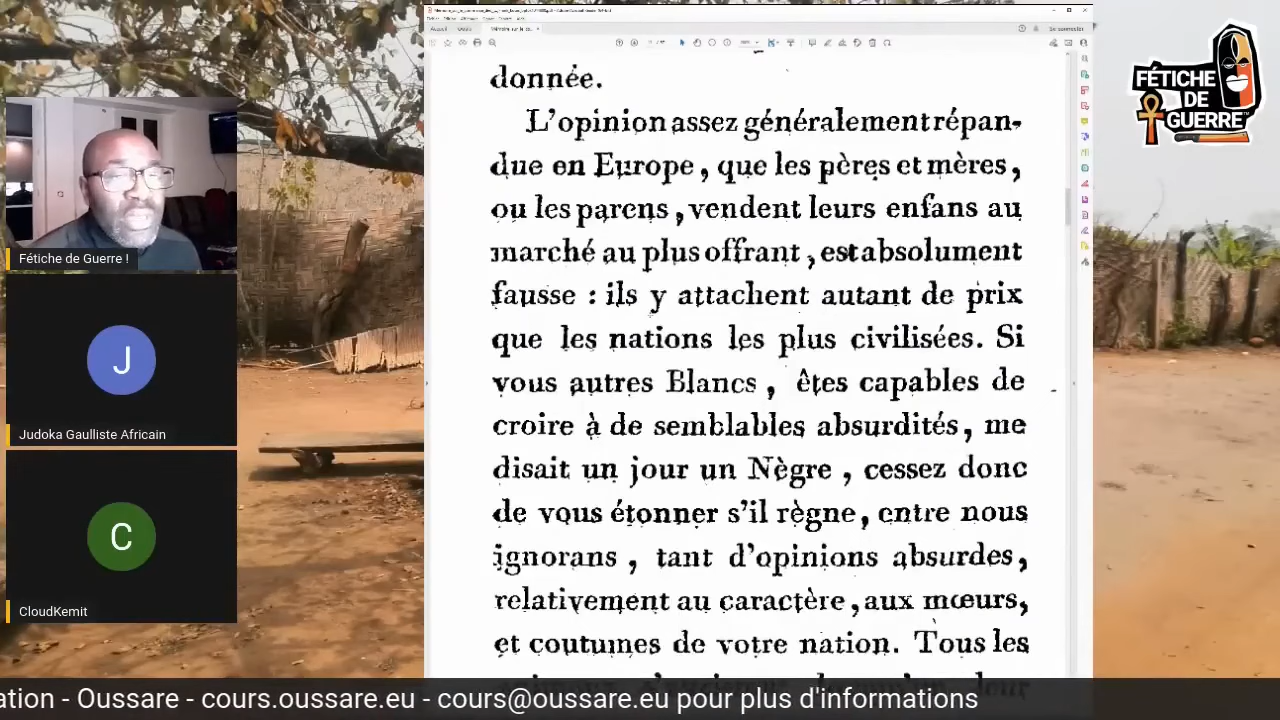 donnée.
L'opinion assez généralement répan-
due en Europe, que les pères et mères,
ou les parens, vendent leurs enfans au
marché au plus offrant, est absolument
fausse : ils y attachent autant de prix
que les nations les plus civilisées. Si
vous autres Blancs, êtes capables de
croire à de semblables absurdités, me
disait un jour un Nègre, cessez donc
de vous étonner s'il règne, entre nous
ignorans, tant d'opinions absurdes,
relativement au caractère, aux mœurs,
et coutumes de votre nation. Tous les
FÉTICHE
DE
GUERRE
Fétiche de Guerre !
J
Judoka Gaulliste Africain
C
CloudKemit
ation - Oussare - cours.oussare.eu - cours@oussare.eu pour plus d'informations